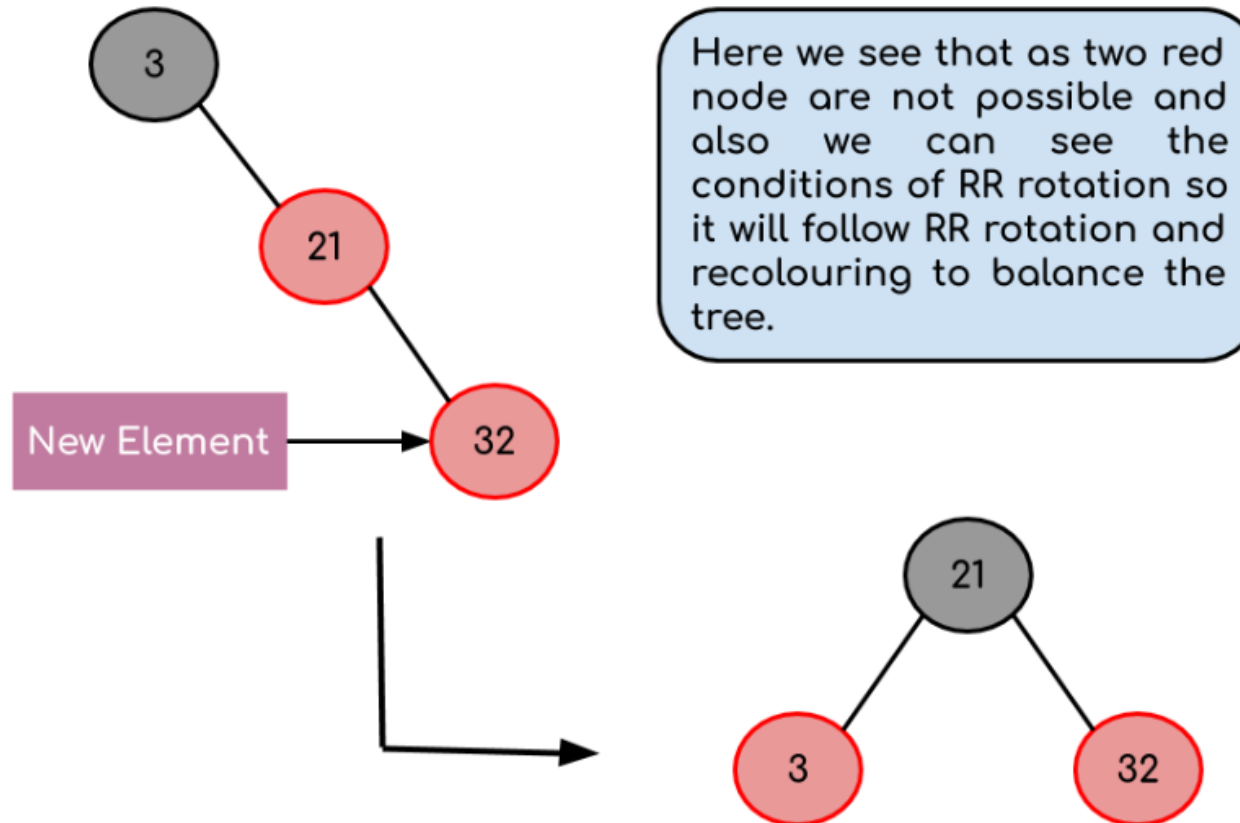 3
Here we see that as two red
node are not possible and
also we can see the
conditions of RR rotation so
it will follow RR rotation and
recolouring to balance the
tree.
21
New Element
32
21
3
32